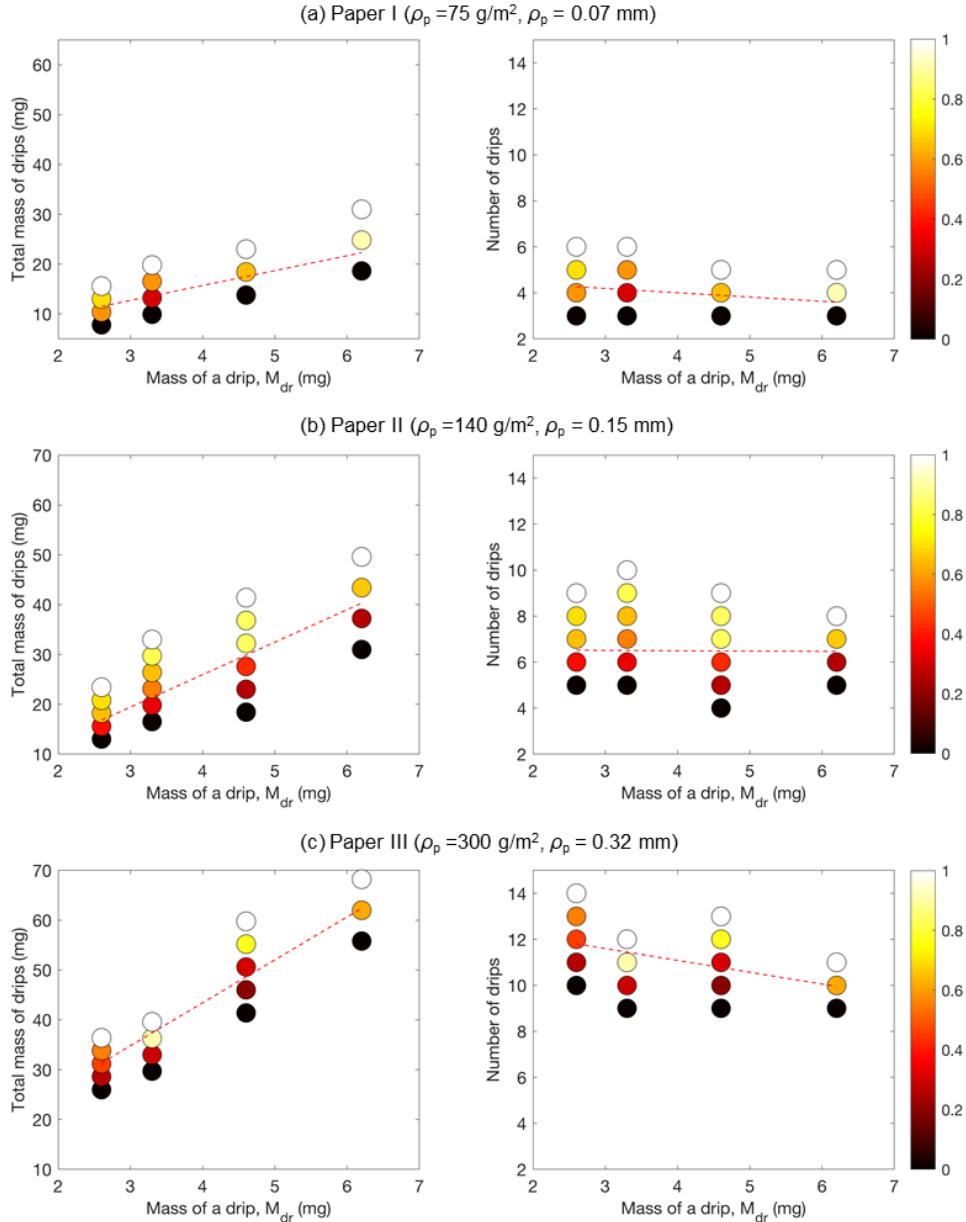 (a) Paper I (ρp =75 g/m2, ρp = 0.07 mm)
Total mass of drips (mg)
60
50
40
30
20
10
2 3 4 5 6 7
Mass of a drip, Mdr (mg)
Number of drips
14
12
10
8
6
4
2
2 3 4 5 6 7
Mass of a drip, Mdr (mg)
1
0.8
0.6
0.4
0.2
0
(b) Paper II (ρp =140 g/m2, ρp = 0.15 mm)
Total mass of drips (mg)
70
60
50
40
30
20
10
2 3 4 5 6 7
Mass of a drip, Mdr (mg)
Number of drips
14
12
10
8
6
4
2
2 3 4 5 6 7
Mass of a drip, Mdr (mg)
1
0.8
0.6
0.4
0.2
0
(c) Paper III (ρp =300 g/m2, ρp = 0.32 mm)
Total mass of drips (mg)
70
60
50
40
30
20
10
2 3 4 5 6 7
Mass of a drip, Mdr (mg)
Number of drips
14
12
10
8
6
4
2
2 3 4 5 6 7
Mass of a drip, Mdr (mg)
1
0.8
0.6
0.4
0.2
0